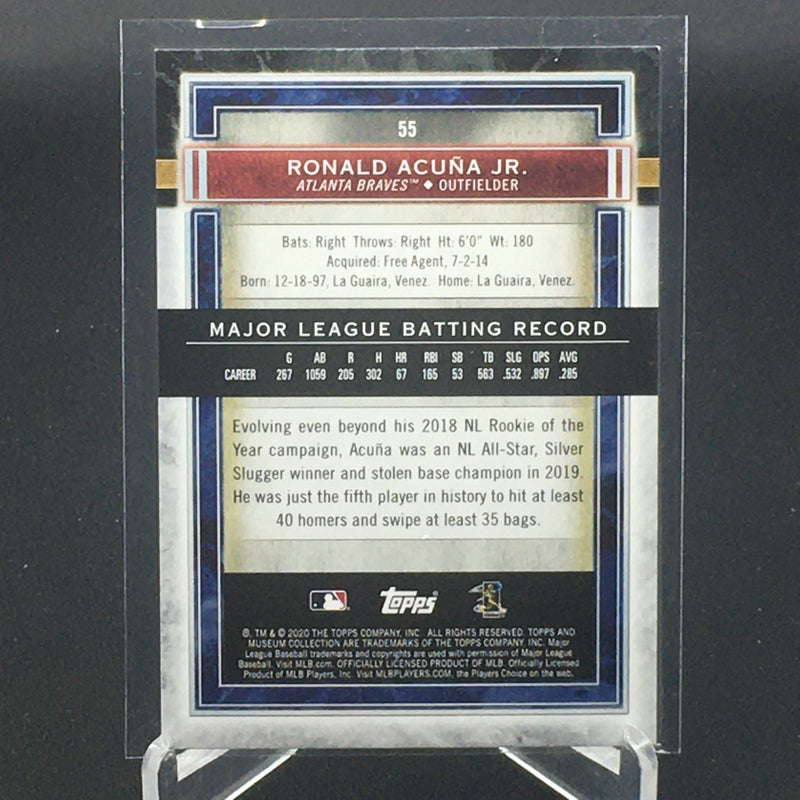 55
RONALD ACUÑA JR.
ATLANTA BRAVES™ ◆ OUTFIELDER
Bats: Right Throws: Right Ht: 6'0" Wt: 180
Acquired: Free Agent, 7-2-14
Born: 12-18-97, La Guaira, Venez. Home: La Guaira, Venez.
MAJOR LEAGUE BATTING RECORD
G AB R H HR RBI SB TB SLG OPS AVG
CAREER 267 1059 205 302 67 165 53 563 .532 .897 .285
Evolving even beyond his 2018 NL Rookie of the
Year campaign, Acuña was an NL All-Star, Silver
Slugger winner and stolen base champion in 2019.
He was just the fifth player in history to hit at least
40 homers and swipe at least 35 bags.
Topps
®, TM & © 2020 THE TOPPS COMPANY, INC. ALL RIGHTS RESERVED. TOPPS AND
MUSEUM COLLECTION ARE TRADEMARKS OF THE TOPPS COMPANY, INC. Major
League Baseball trademarks and copyrights are used with permission of Major League
Baseball. Visit MLB.com. OFFICIALLY LICENSED PRODUCT OF MLB. Officially Licensed
Product of MLB Players, Inc. Visit MLBPLAYERS.COM, the Players Choice on the web.